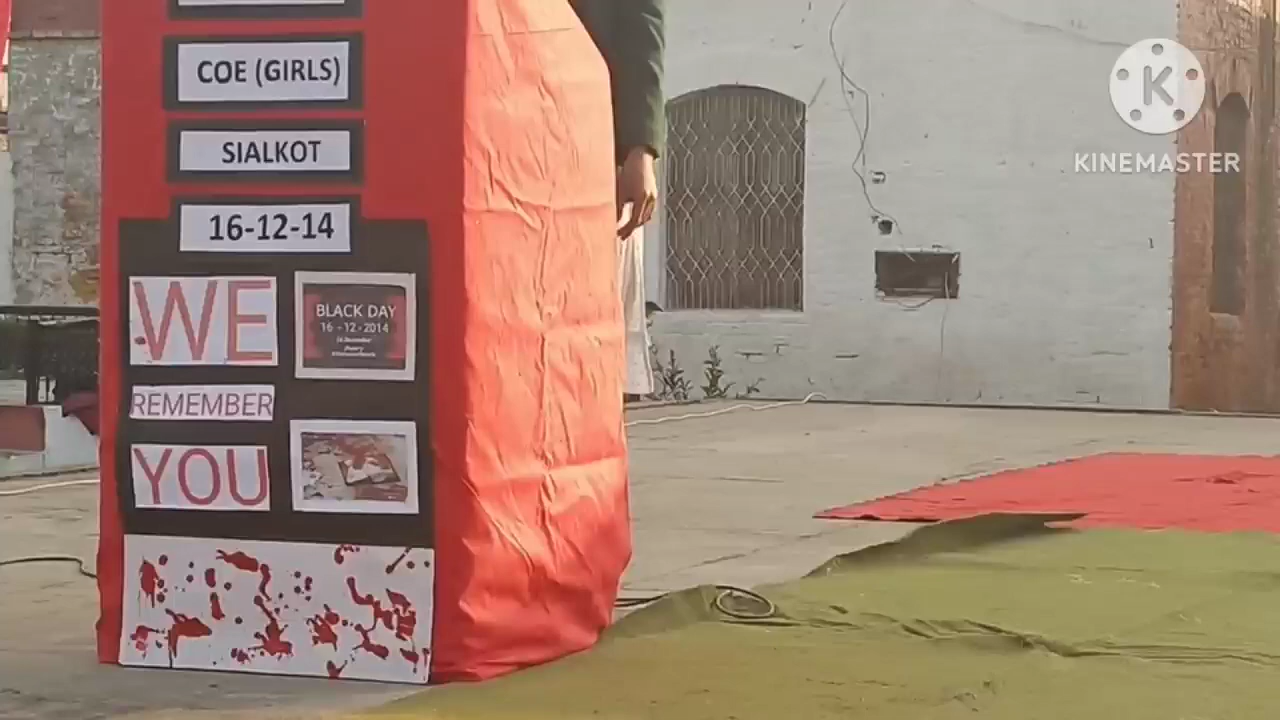 COE (GIRLS)
SIALKOT
16-12-14
WE
REMEMBER
YOU
BLACK DAY
16 - 12 - 2014
KINEMASTER